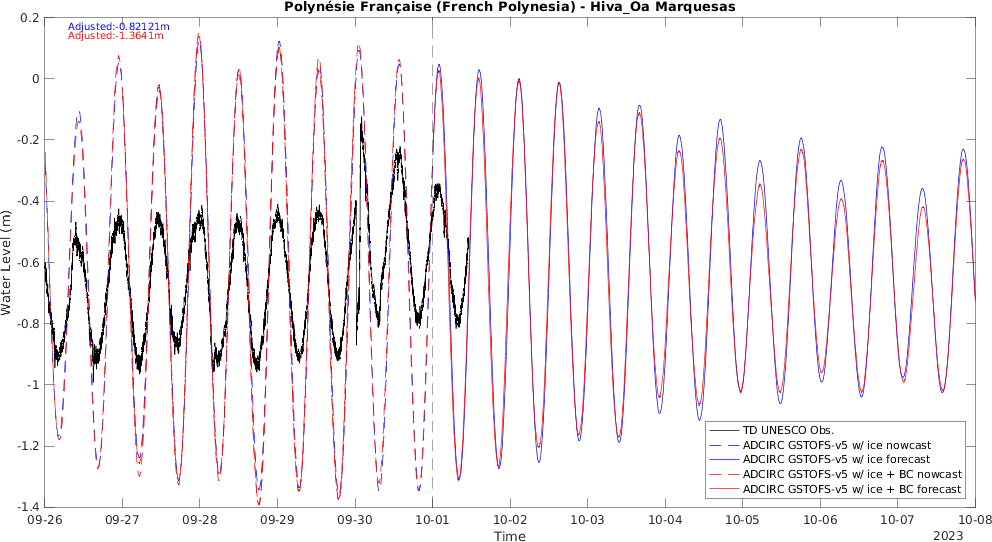 Polynésie Française (French Polynesia) - Hiva_Oa Marquesas
Adjusted:-0.82121m
Adjusted:-1.3641m
0.2
0
-0.2
-0.4
-0.6
-0.8
-1
-1.2
-1.4
Water Level (m)
TD UNESCO Obs.
ADCIRC GSTOFS-v5 w/ ice nowcast
ADCIRC GSTOFS-v5 w/ ice forecast
ADCIRC GSTOFS-v5 w/ ice + BC nowcast
ADCIRC GSTOFS-v5 w/ ice + BC forecast
09-26 09-27 09-28 09-29 09-30 10-01 10-02 10-03 10-04 10-05 10-06 10-07 10-08
Time
2023